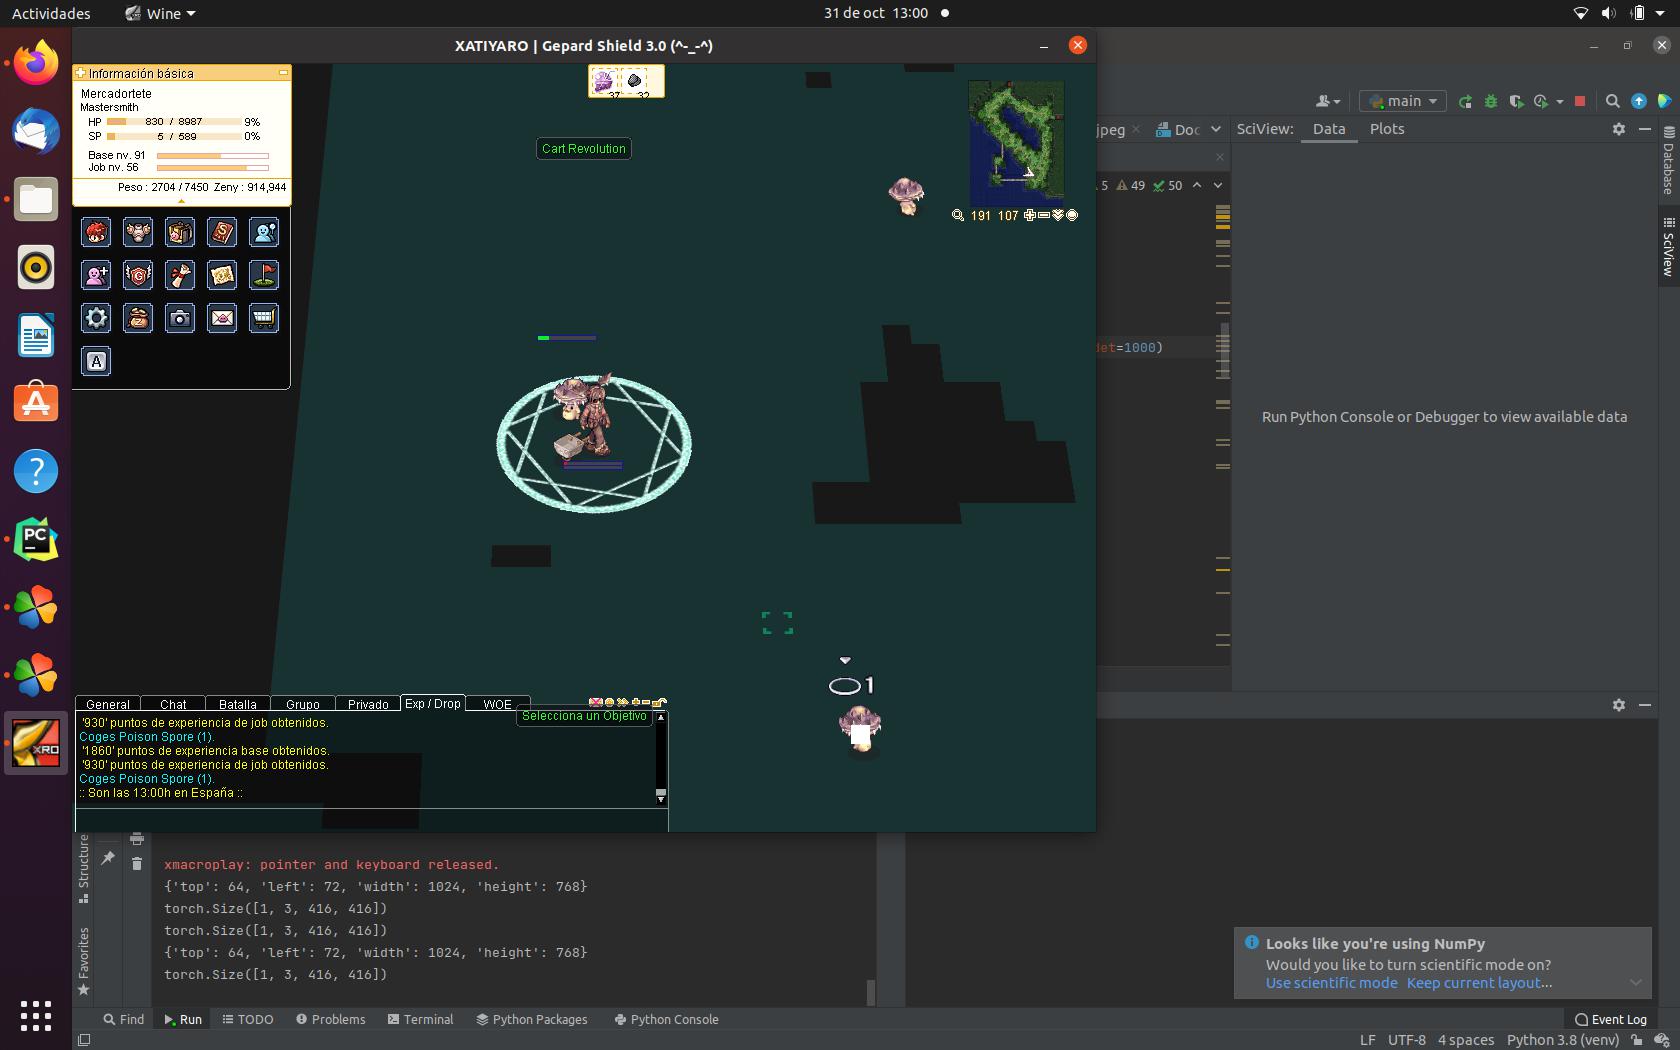 Actividades
Wine
31 de oct 13:00
XATIYARO | Gepard Shield 3.0 (^-_-^)
Información básica
Mercadortete
Mastersmith
HP 830 / 8987 9%
SP 5 / 589 0%
Base nv. 91
Job nv. 56
Peso : 2704 / 7450 Zeny : 914,944
37 32
Cart Revolution
191 107
main
jpeg
Doc
SciView: Data Plots
5 49 50
Database
SciView
det=1000)
Run Python Console or Debugger to view available data
1
General Chat Batalla Grupo Privado Exp / Drop WOE
Selecciona un Objetivo
'930' puntos de experiencia de job obtenidos.
Coges Poison Spore (1).
'1860' puntos de experiencia base obtenidos.
'930' puntos de experiencia de job obtenidos.
Coges Poison Spore (1).
:: Son las 13:00h en España ::
PC
XRO
A
Structure
Favorites
xmacroplay: pointer and keyboard released.
{'top': 64, 'left': 72, 'width': 1024, 'height': 768}
torch.Size([1, 3, 416, 416])
torch.Size([1, 3, 416, 416])
{'top': 64, 'left': 72, 'width': 1024, 'height': 768}
torch.Size([1, 3, 416, 416])
Looks like you're using NumPy
Would you like to turn scientific mode on?
Use scientific mode Keep current layout...
Find Run TODO Problems Terminal Python Packages Python Console
Event Log
LF UTF-8 4 spaces Python 3.8 (venv)